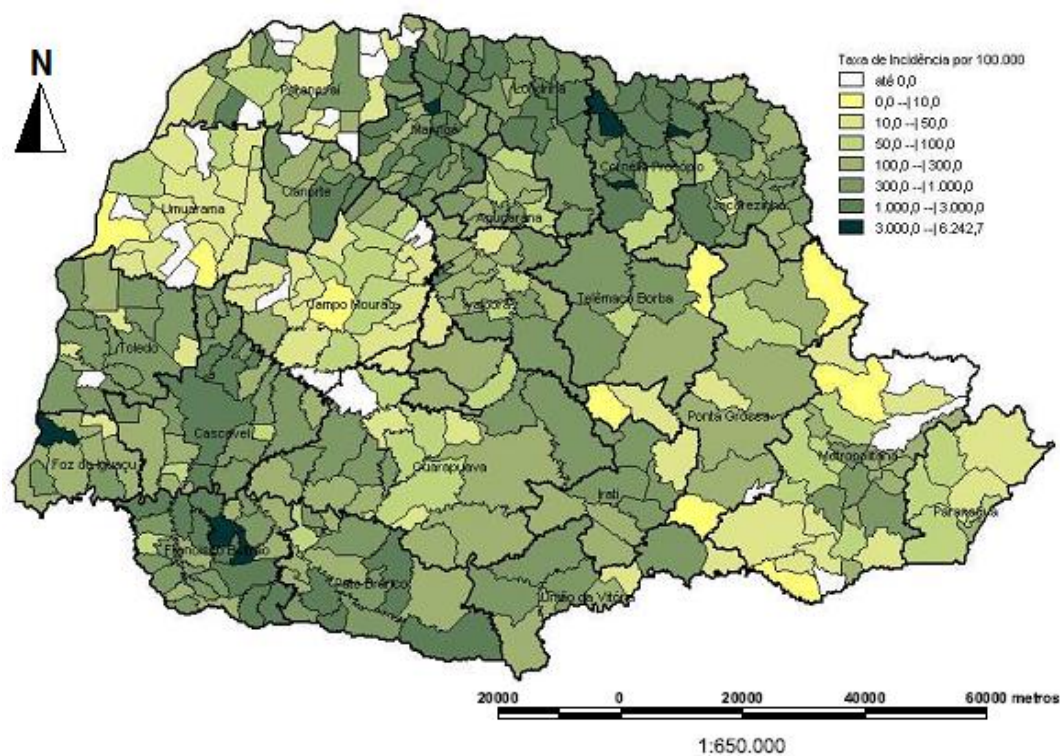 N
Taxa de Incidência por 100.000
até 0,0
0,0 --| 10,0
10,0 --| 50,0
50,0 --| 100,0
100,0 --| 300,0
300,0 --| 1.000,0
1.000,0 --| 3.000,0
3.000,0 --| 6.242,7
Paranavaí
Londrina
Maringá
Cornélio Procópio
Cianorte
Umuarama
Apucarana
Jacarezinho
Campo Mourão
Ivaiporã
Telêmaco Borba
Toledo
Ponta Grossa
Cascavel
Metropolitana
Foz do Iguaçu
Guarapuava
Irati
Paranaguá
Francisco Beltrão
Pato Branco
União da Vitória
20000 0 20000 40000 60000 metros
1:650.000